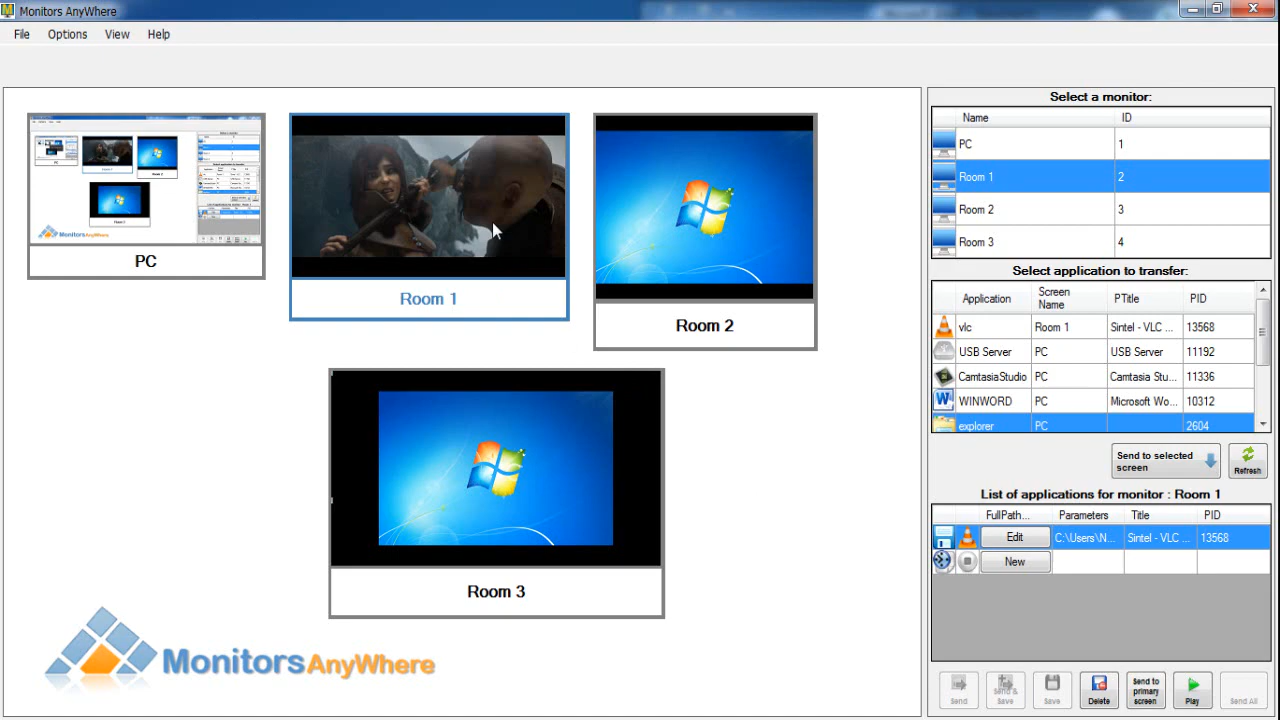 Monitors AnyWhere
File Options View Help
PC
Room 1
Room 2
Room 3
MonitorsAnyWhere
Select a monitor:
Name ID
PC 1
Room 1 2
Room 2 3
Room 3 4
Select application to transfer:
Application Screen Name PTitle PID
vlc Room 1 Sintel - VLC ... 13568
USB Server PC USB Server 11192
CamtasiaStudio PC Camtasia Stu... 11336
WINWORD PC Microsoft Wo... 10312
explorer PC 2604
Send to selected screen
Refresh
List of applications for monitor : Room 1
FullPath... Parameters Title PID
Edit C:\Users\N... Sintel - VLC ... 13568
New
Send
Send & Save
Save
Delete
Send to primary screen
Play
Send All